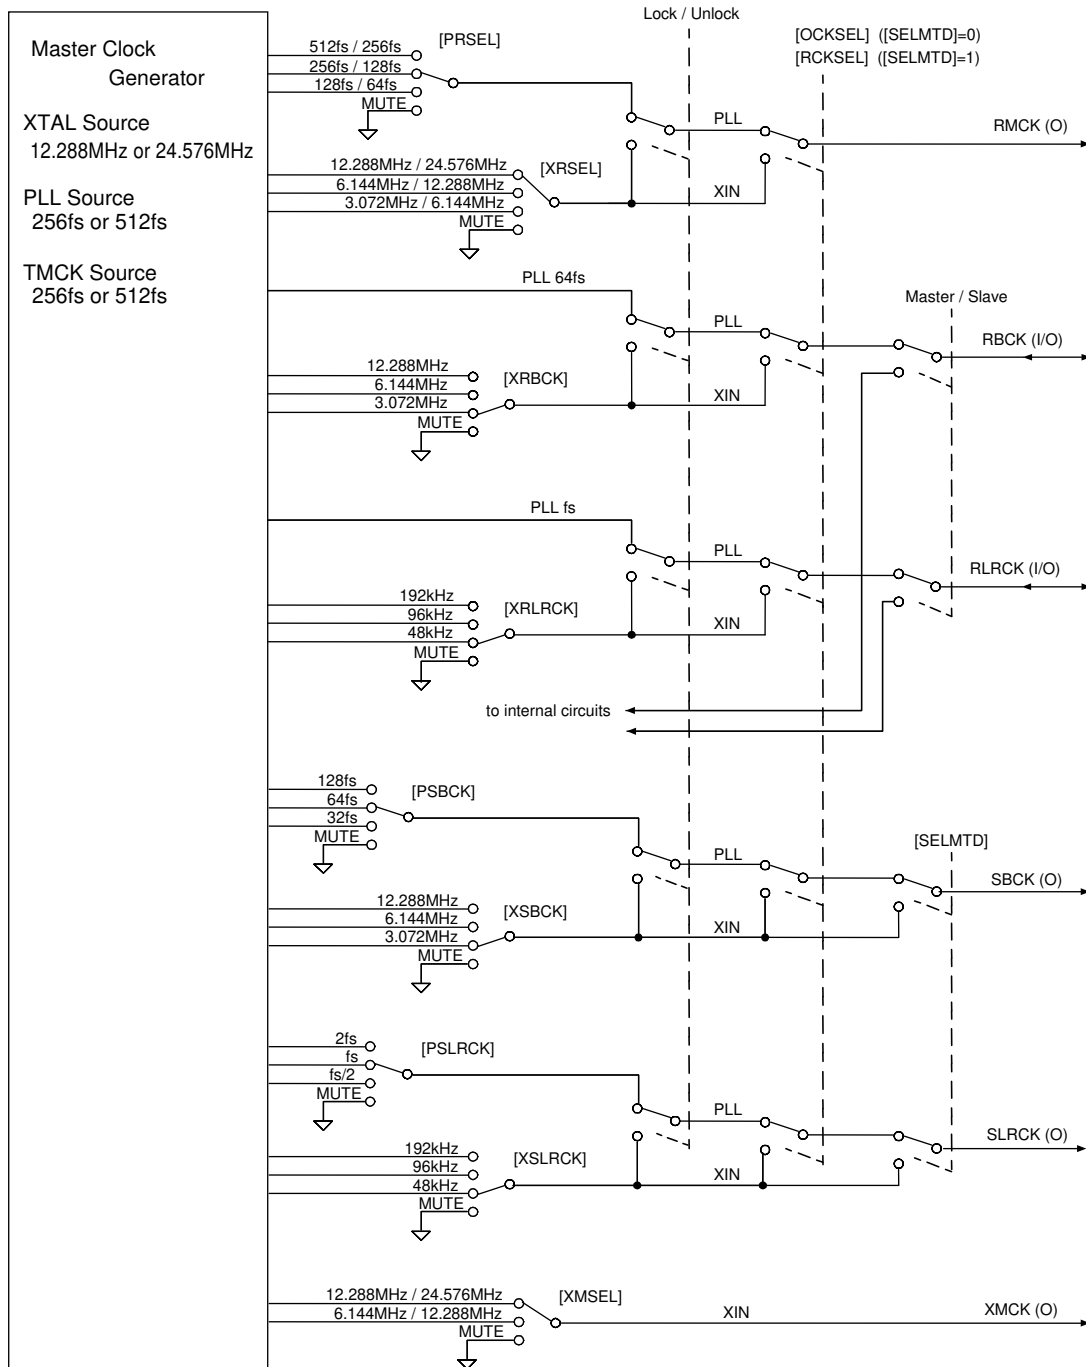 Lock / Unlock
[OCKSEL] ([SELMTD]=0)
[RCKSEL] ([SELMTD]=1)
Master Clock
Generator
XTAL Source
12.288MHz or 24.576MHz
PLL Source
256fs or 512fs
TMCK Source
256fs or 512fs
512fs / 256fs
256fs / 128fs
128fs / 64fs
MUTE
[PRSEL]
PLL
RMCK (O)
12.288MHz / 24.576MHz
6.144MHz / 12.288MHz
3.072MHz / 6.144MHz
MUTE
[XRSEL]
XIN
PLL 64fs
Master / Slave
PLL
RBCK (I/O)
12.288MHz
6.144MHz
3.072MHz
MUTE
[XRBCK]
XIN
PLL fs
PLL
RLRCK (I/O)
192kHz
96kHz
48kHz
MUTE
[XRLRCK]
XIN
to internal circuits
128fs
64fs
32fs
MUTE
[PSBCK]
[SELMTD]
PLL
SBCK (O)
12.288MHz
6.144MHz
3.072MHz
MUTE
[XSBCK]
XIN
2fs
fs
fs/2
MUTE
[PSLRCK]
PLL
SLRCK (O)
192kHz
96kHz
48kHz
MUTE
[XSLRCK]
XIN
12.288MHz / 24.576MHz
6.144MHz / 12.288MHz
MUTE
[XMSEL]
XIN
XMCK (O)